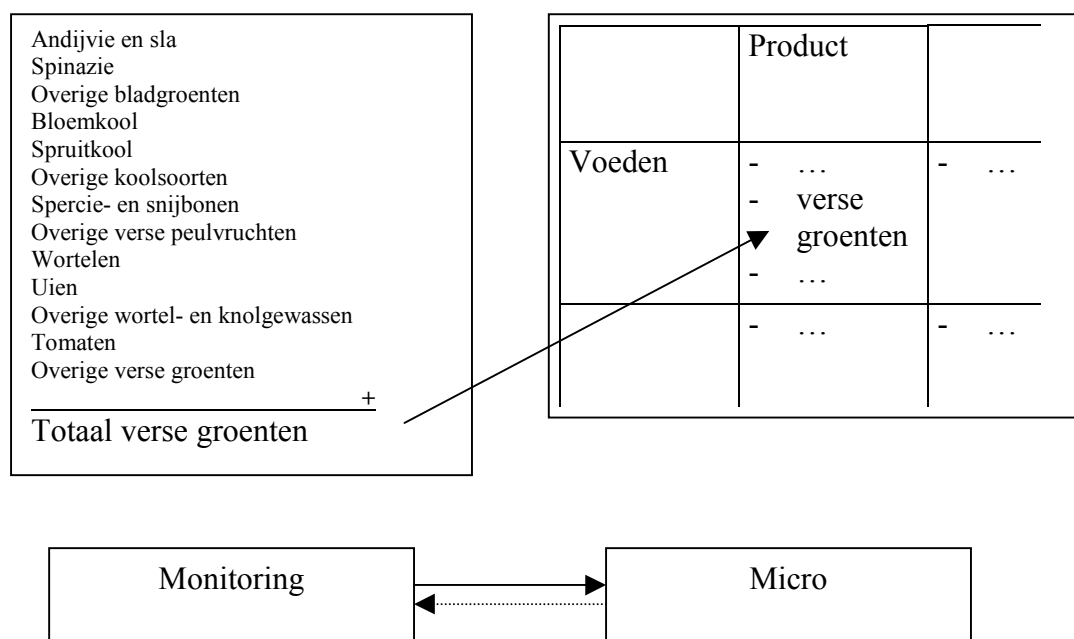 Andijvie en sla
Spinazie
Overige bladgroenten
Bloemkool
Spruitkool
Overige koolsoorten
Spercie- en snijbonen
Overige verse peulvruchten
Wortelen
Uien
Overige wortel- en knolgewassen
Tomaten
Overige verse groenten
+
Totaal verse groenten
Product
Voeden
- …
- verse
groenten
- …
- …
- …
- …
Monitoring
Micro